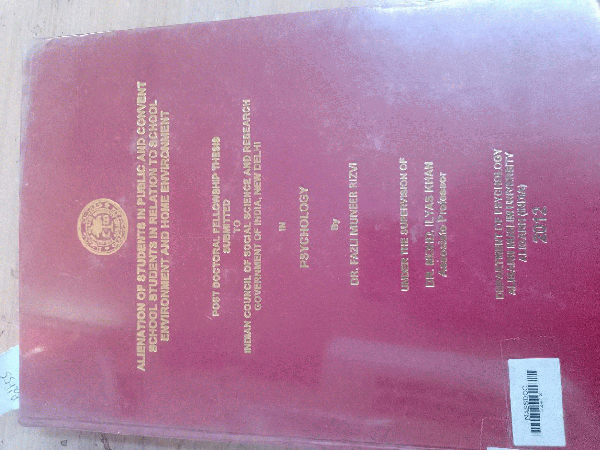 ALIENATION OF STUDENTS IN PUBLIC AND CONVENT
SCHOOL STUDENTS IN RELATION TO SCHOOL
ENVIRONMENT AND HOME ENVIRONMENT
POST DOCTORAL FELLOWSHIP THESIS
SUBMITTED
TO
INDIAN COUNCIL OF SOCIAL SCIENCE AND RESEARCH
GOVERNMENT OF INDIA, NEW DELHI
IN
PSYCHOLOGY
By
DR. FAZLI MUNEER RIZVI
UNDER THE SUPERVISION OF
DR. MOHD. ILYAS KHAN
Associate Professor
DEPARTMENT OF PSYCHOLOGY
ALIGARH MUSLIM UNIVERSITY
ALIGARH (INDIA)
2012
NASSDOC